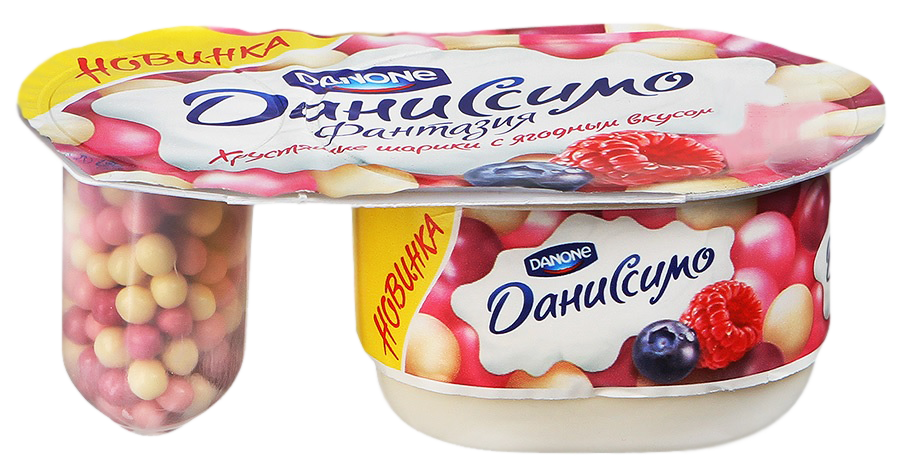 НОВИНКА
DANONE
ДаниССимо
Фантазия
Хрустящие шарики с ягодным вкусом
НОВИНКА
DANONE
ДаниССимо